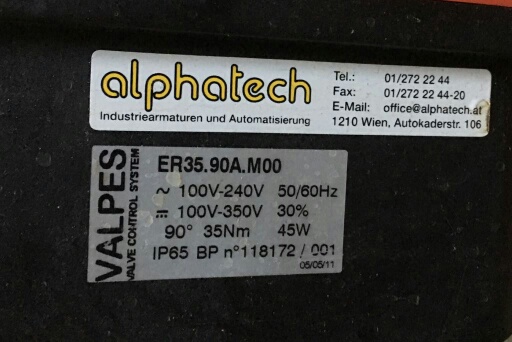 alphatech
Industriearmaturen und Automatisierung
Tel.: 01/272 22 44
Fax: 01/272 22 44-20
E-Mail: office@alphatech.at
1210 Wien, Autokaderstr. 106
VALPES
VALVE CONTROL SYSTEM
ER35.90A.M00
~ 100V-240V 50/60Hz
⎓ 100V-350V 30%
90° 35Nm 45W
IP65 BP n°118172 / 001
05/05/11